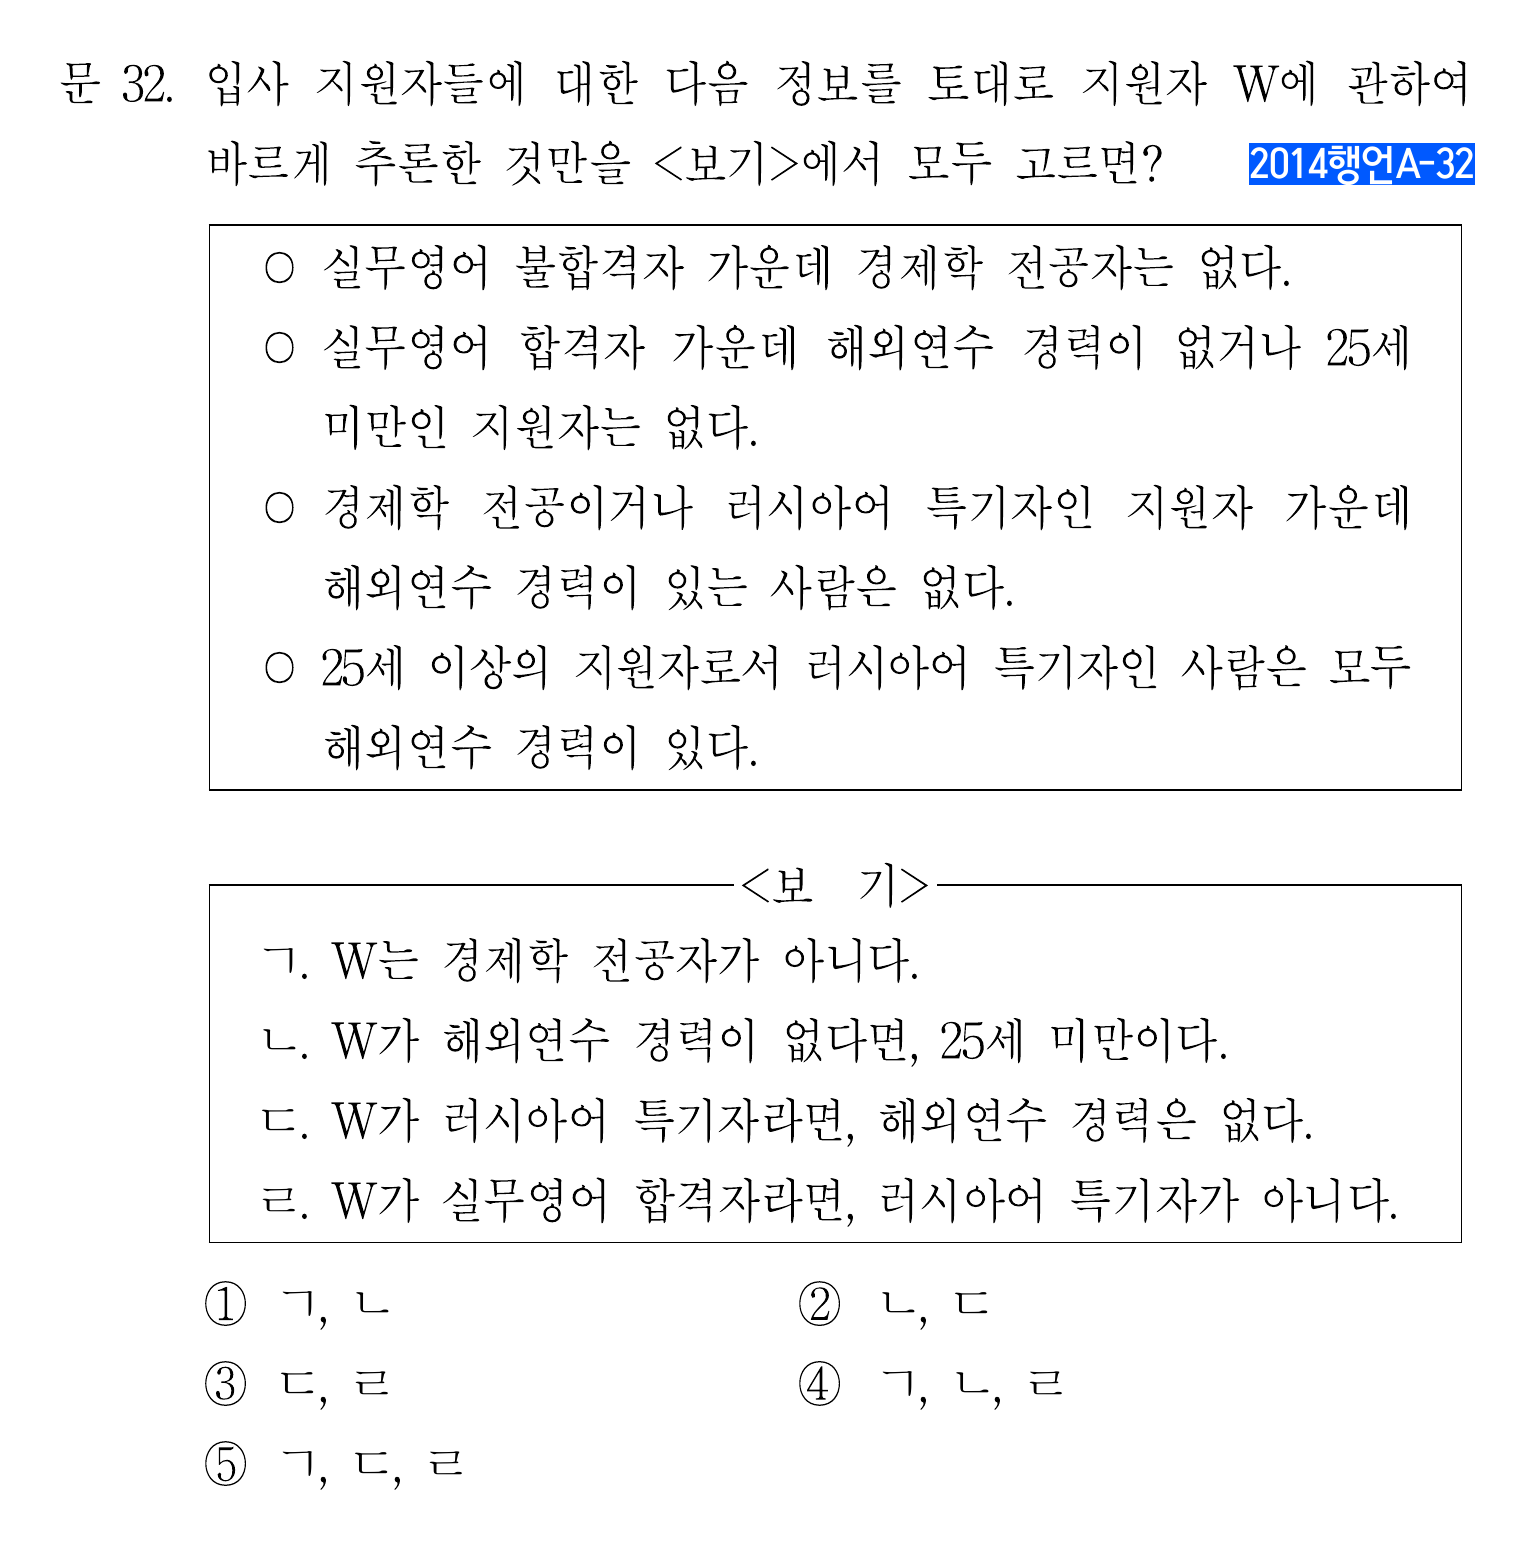 문 32. 입사 지원자들에 대한 다음 정보를 토대로 지원자 W에 관하여
바르게 추론한 것만을 <보기>에서 모두 고르면? 2014행언A-32
○ 실무영어 불합격자 가운데 경제학 전공자는 없다.
○ 실무영어 합격자 가운데 해외연수 경력이 없거나 25세
미만인 지원자는 없다.
○ 경제학 전공이거나 러시아어 특기자인 지원자 가운데
해외연수 경력이 있는 사람은 없다.
○ 25세 이상의 지원자로서 러시아어 특기자인 사람은 모두
해외연수 경력이 있다.
<보 기>
ㄱ. W는 경제학 전공자가 아니다.
ㄴ. W가 해외연수 경력이 없다면, 25세 미만이다.
ㄷ. W가 러시아어 특기자라면, 해외연수 경력은 없다.
ㄹ. W가 실무영어 합격자라면, 러시아어 특기자가 아니다.
① ㄱ, ㄴ ② ㄴ, ㄷ
③ ㄷ, ㄹ ④ ㄱ, ㄴ, ㄹ
⑤ ㄱ, ㄷ, ㄹ